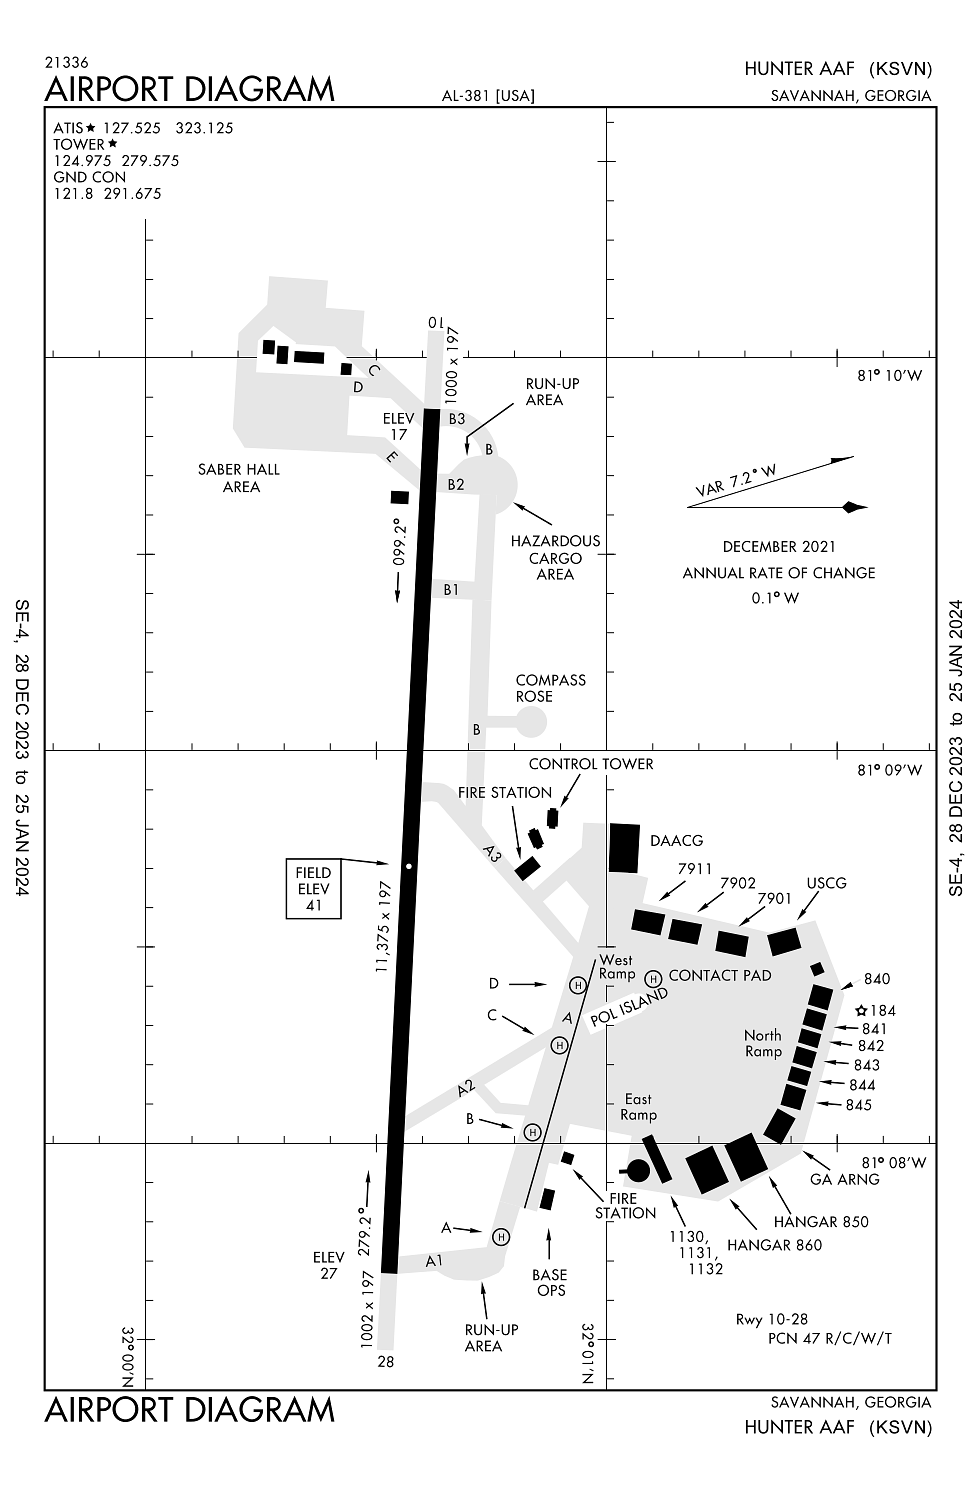 21336
AIRPORT DIAGRAM
AL-381 [USA]
HUNTER AAF (KSVN)
SAVANNAH, GEORGIA
ATIS★ 127.525 323.125
TOWER★
124.975 279.575
GND CON
121.8 291.675
01
1000 x 197
81° 10'W
C
D
RUN-UP
AREA
ELEV
17
B3
B
E
SABER HALL
AREA
B2
VAR 7.2° W
099.2°
HAZARDOUS
CARGO
AREA
DECEMBER 2021
ANNUAL RATE OF CHANGE
0.1° W
B1
SE-4, 28 DEC 2023 to 25 JAN 2024
SE-4, 28 DEC 2023 to 25 JAN 2024
COMPASS
ROSE
B
CONTROL TOWER
81° 09'W
FIRE STATION
A3
DAACG
7911
7902
7901
USCG
FIELD
ELEV
41
11,375 x 197
West
Ramp
H
CONTACT PAD
D
H
840
POL ISLAND
A
184
C
841
North
Ramp
H
842
843
A2
844
East
Ramp
845
B
H
81° 08'W
GA ARNG
FIRE
STATION
279.2°
HANGAR 850
A
H
1130,
1131,
1132
HANGAR 860
ELEV
27
A1
BASE
OPS
1002 x 197
Rwy 10-28
PCN 47 R/C/W/T
RUN-UP
AREA
32°00'N
32°01'N
28
AIRPORT DIAGRAM
SAVANNAH, GEORGIA
HUNTER AAF (KSVN)